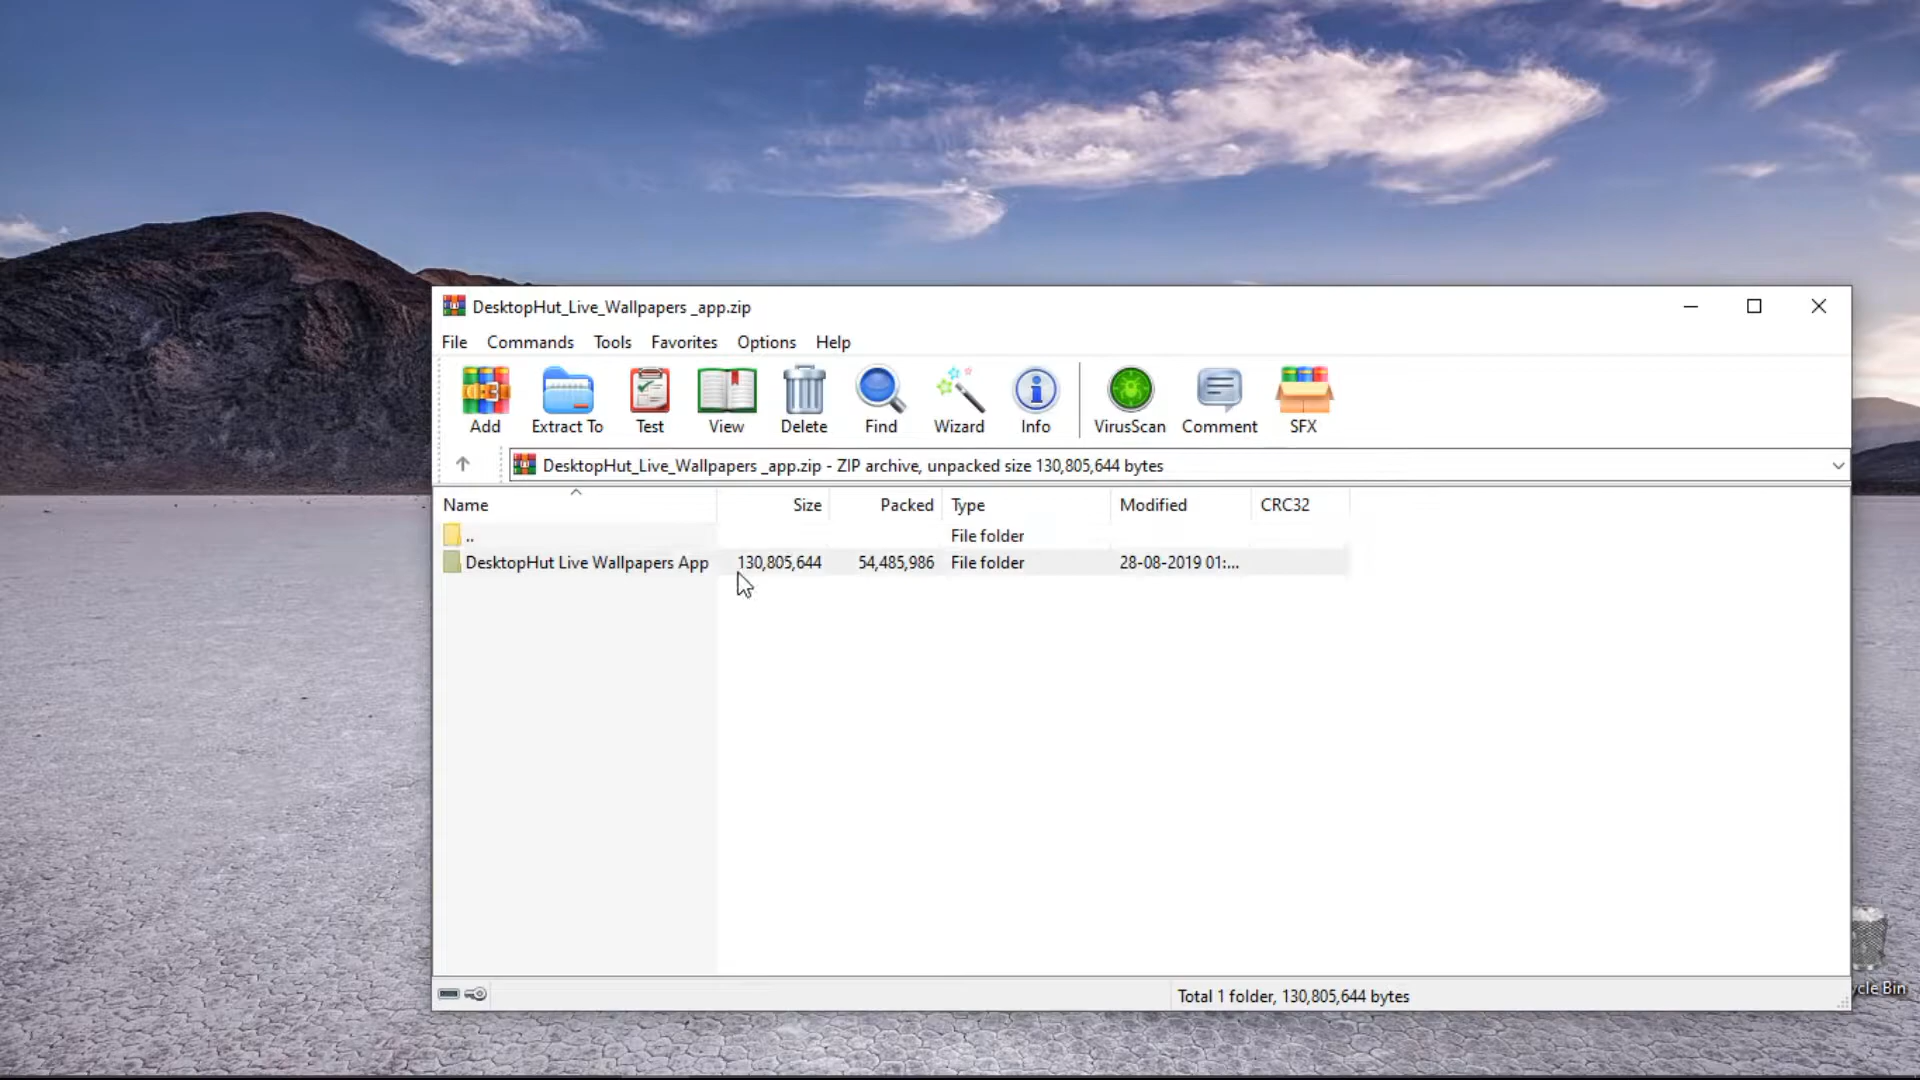 DesktopHut_Live_Wallpapers _app.zip
File Commands Tools Favorites Options Help
Add Extract To Test View Delete Find Wizard Info VirusScan Comment SFX
DesktopHut_Live_Wallpapers _app.zip - ZIP archive, unpacked size 130,805,644 bytes
Name Size Packed Type Modified CRC32
.. File folder
DesktopHut Live Wallpapers App 130,805,644 54,485,986 File folder 28-08-2019 01:...
cle Bin
Total 1 folder, 130,805,644 bytes